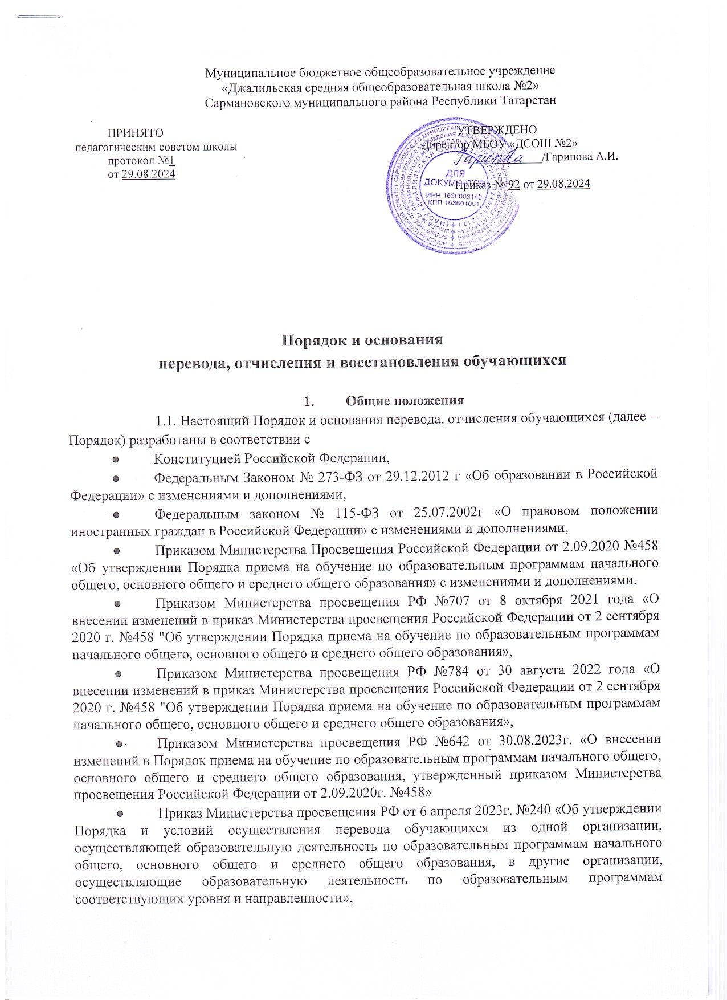 Муниципальное бюджетное общеобразовательное учреждение
«Джалильская средняя общеобразовательная школа №2»
Сармановского муниципального района Республики Татарстан
ПРИНЯТО
педагогическим советом школы
протокол №1
от 29.08.2024
УТВЕРЖДЕНО
Директор МБОУ «ДСОШ №2»
/Гарипова А.И.
Приказ № 92 от 29.08.2024
ДЛЯ
ДОКУМЕНТОВ
ИНН 1636003143
КПП 163601001
Порядок и основания
перевода, отчисления и восстановления обучающихся
1. Общие положения
1.1. Настоящий Порядок и основания перевода, отчисления обучающихся (далее –
Порядок) разработаны в соответствии с
● Конституцией Российской Федерации,
● Федеральным Законом № 273-ФЗ от 29.12.2012 г «Об образовании в Российской
Федерации» с изменениями и дополнениями,
● Федеральным законом № 115-ФЗ от 25.07.2002г «О правовом положении
иностранных граждан в Российской Федерации» с изменениями и дополнениями,
● Приказом Министерства Просвещения Российской Федерации от 2.09.2020 №458
«Об утверждении Порядка приема на обучение по образовательным программам начального
общего, основного общего и среднего общего образования» с изменениями и дополнениями.
● Приказом Министерства просвещения РФ №707 от 8 октября 2021 года «О
внесении изменений в приказ Министерства просвещения Российской Федерации от 2 сентября
2020 г. №458 "Об утверждении Порядка приема на обучение по образовательным программам
начального общего, основного общего и среднего общего образования»,
● Приказом Министерства просвещения РФ №784 от 30 августа 2022 года «О
внесении изменений в приказ Министерства просвещения Российской Федерации от 2 сентября
2020 г. №458 "Об утверждении Порядка приема на обучение по образовательным программам
начального общего, основного общего и среднего общего образования»,
● Приказом Министерства просвещения РФ №642 от 30.08.2023г. «О внесении
изменений в Порядок приема на обучение по образовательным программам начального общего,
основного общего и среднего общего образования, утвержденный приказом Министерства
просвещения Российской Федерации от 2.09.2020г. №458»
● Приказ Министерства просвещения РФ от 6 апреля 2023г. №240 «Об утверждении
Порядка и условий осуществления перевода обучающихся из одной организации,
осуществляющей образовательную деятельность по образовательным программам начального
общего, основного общего и среднего общего образования, в другие организации,
осуществляющие образовательную деятельность по образовательным программам
соответствующих уровня и направленности»,